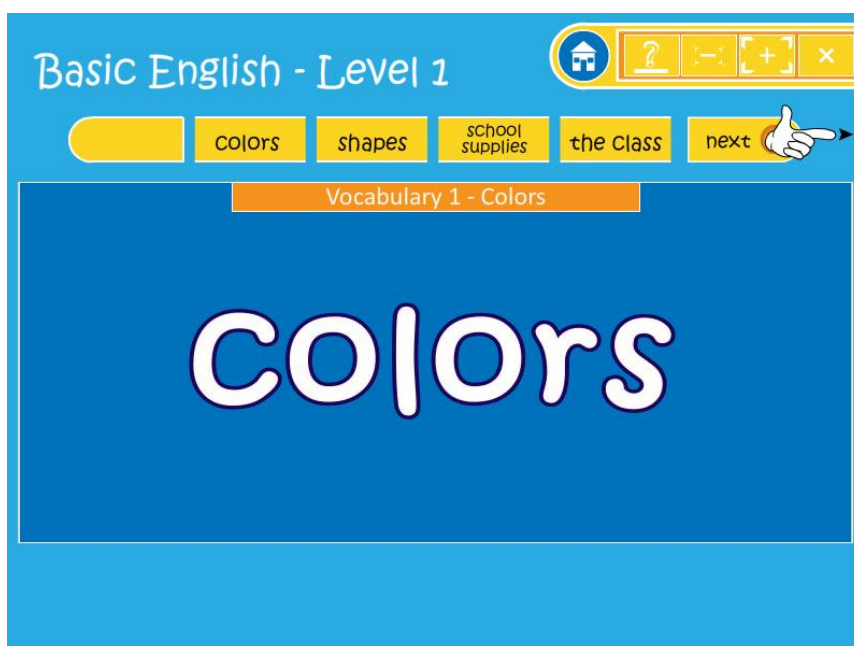 Basic English - Level 1
?
colors
shapes
school
supplies
the class
next
Vocabulary 1 - Colors
colors